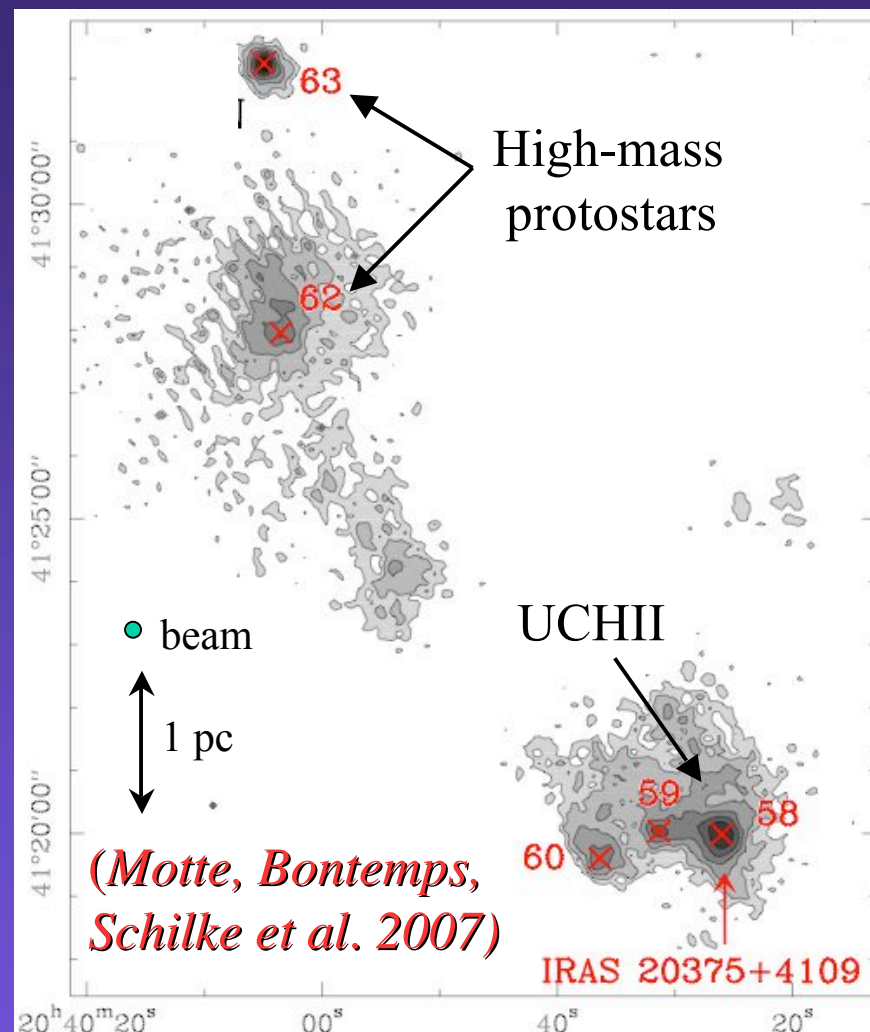 63
High-mass
protostars
41°30'00"
62
41°25'00"
beam
UCHII
1 pc
59
58
41°20'00"
60
(Motte, Bontemps,
Schilke et al. 2007)
IRAS 20375+4109
20ʰ40ᵐ20ˢ 00ˢ 40ˢ 20ˢ